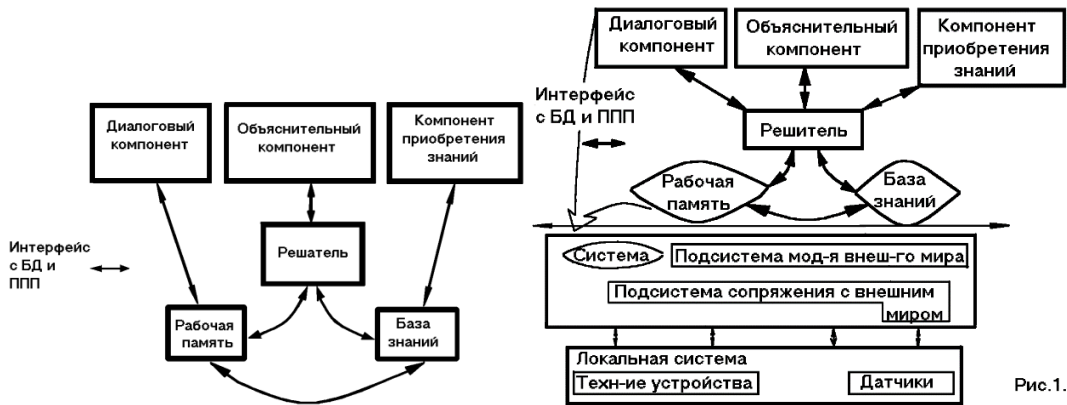 Диалоговый
компонент
Объяснительный
компонент
Компонент
приобретения
знаний
Интерфейс
с БД и
ППП
Решатель
Рабочая
память
База
знаний
Диалоговый
компонент
Объяснительный
компонент
Компонент
приобретения
знаний
Интерфейс
с БД и ППП
Решитель
Рабочая
память
База
знаний
Система
Подсистема мод-я внеш-го мира
Подсистема сопряжения с внешним
миром
Локальная система
Техн-ие устройства
Датчики
Рис.1.